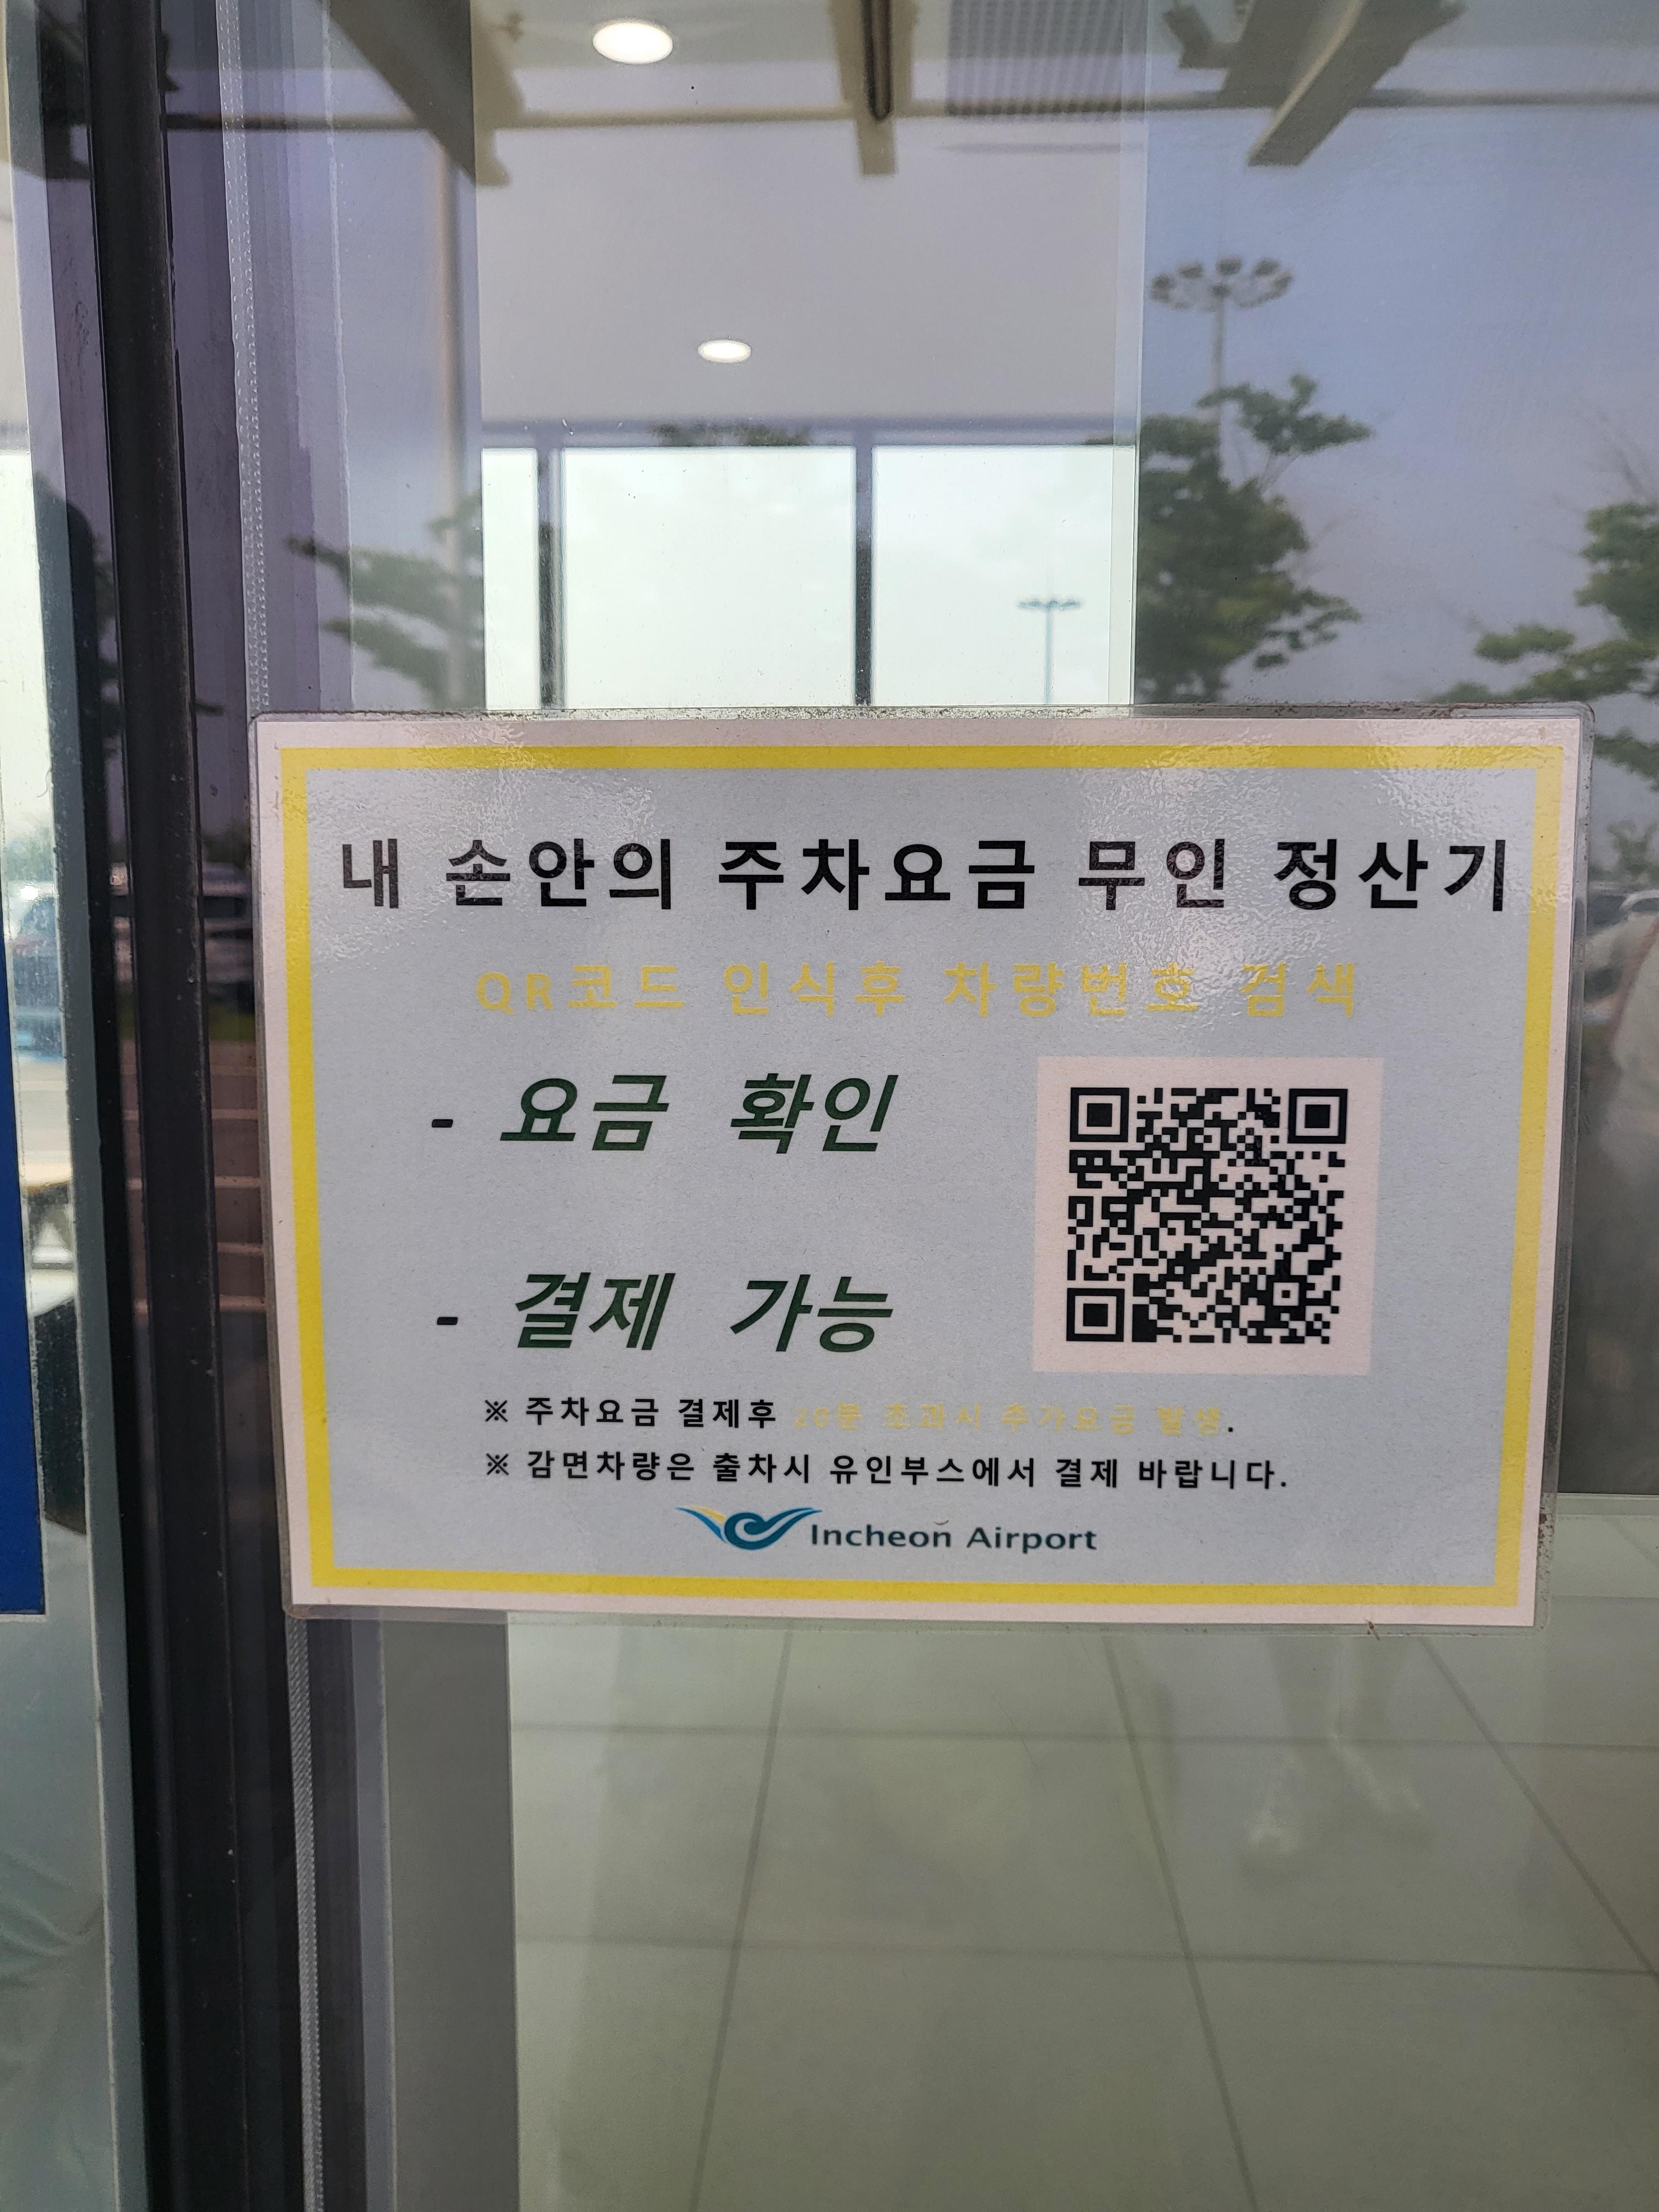 내 손안의 주차요금 무인 정산기
QR코드 인식후 차량번호 검색
- 요금 확인
- 결제 가능
※ 주차요금 결제후 20분 초과시 추가요금 발생.
※ 감면차량은 출차시 유인부스에서 결제 바랍니다.
Incheon Airport